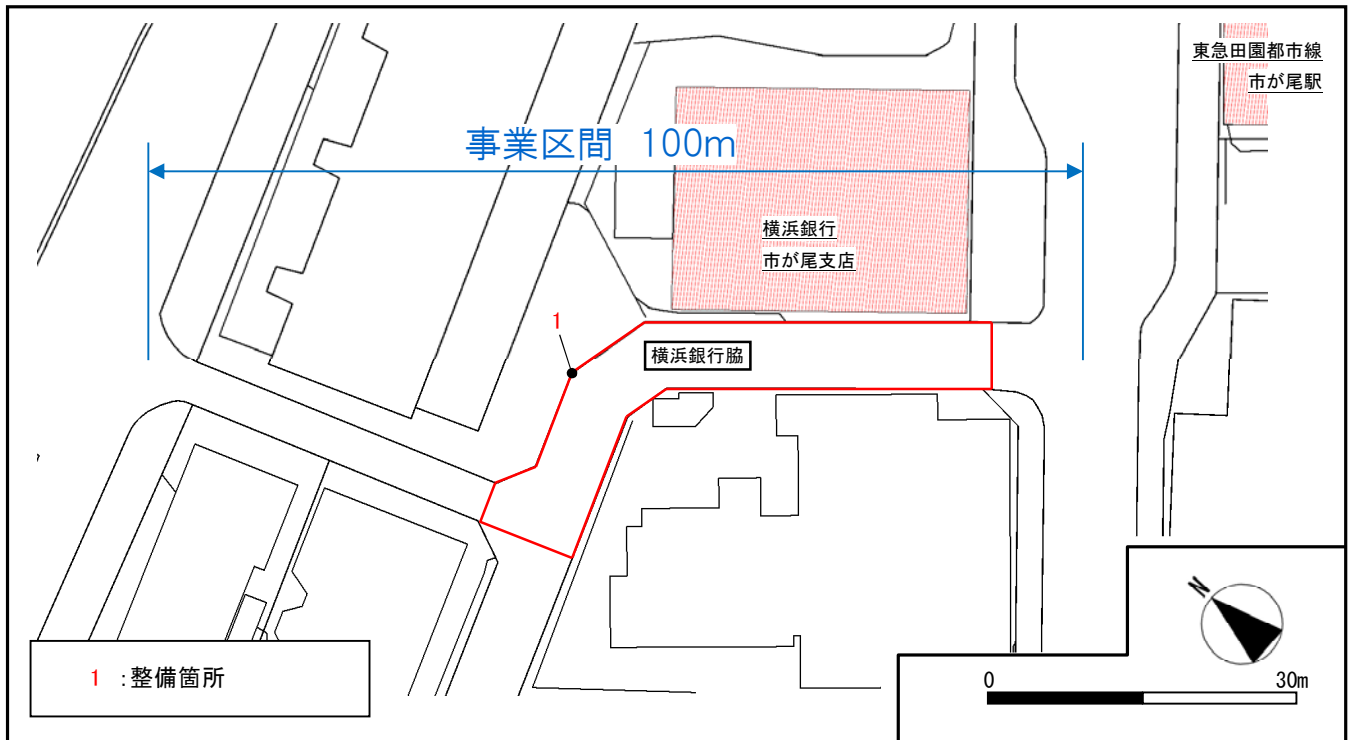 東急田園都市線
市が尾駅
事業区間 100m
横浜銀行
市が尾支店
1
横浜銀行脇
N
1 :整備箇所
0 30m